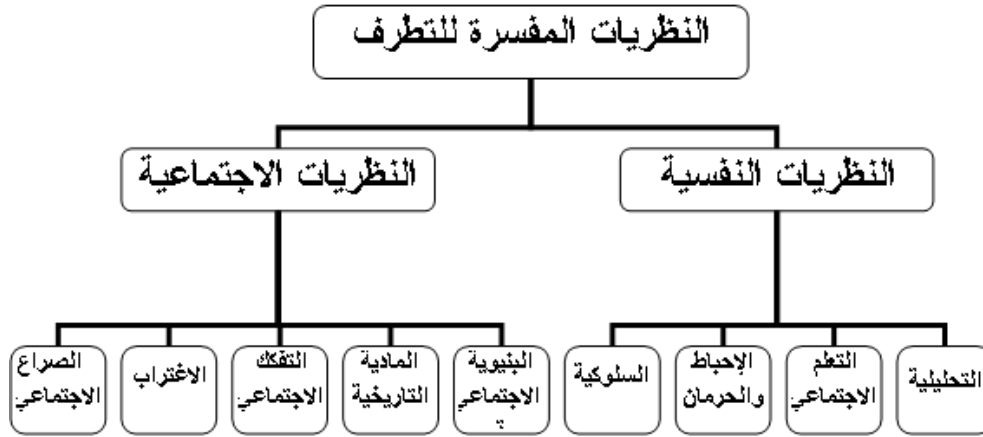 النظريات المفسرة للتطرف
النظريات النفسية
النظريات الاجتماعية
التحليلية
التعلم
الاجتماعي
الإحباط
والحرمان
السلوكية
البنيوية
الاجتماعي
ة
المادية
التاريخية
التفكك
الاجتماعي
الاغتراب
الصراع
الاجتماعي